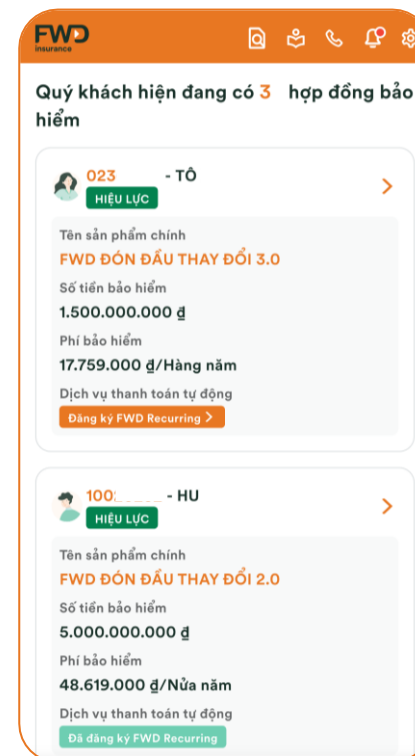 FWD
insurance
Quý khách hiện đang có 3 hợp đồng bảo
hiểm
023 - TÔ
HIỆU LỰC
Tên sản phẩm chính
FWD ĐÓN ĐẦU THAY ĐỔI 3.0
Số tiền bảo hiểm
1.500.000.000 ₫
Phí bảo hiểm
17.759.000 ₫/Hàng năm
Dịch vụ thanh toán tự động
Đăng ký FWD Recurring >
100 - HU
HIỆU LỰC
Tên sản phẩm chính
FWD ĐÓN ĐẦU THAY ĐỔI 2.0
Số tiền bảo hiểm
5.000.000.000 ₫
Phí bảo hiểm
48.619.000 ₫/Nửa năm
Dịch vụ thanh toán tự động
Đã đăng ký FWD Recurring